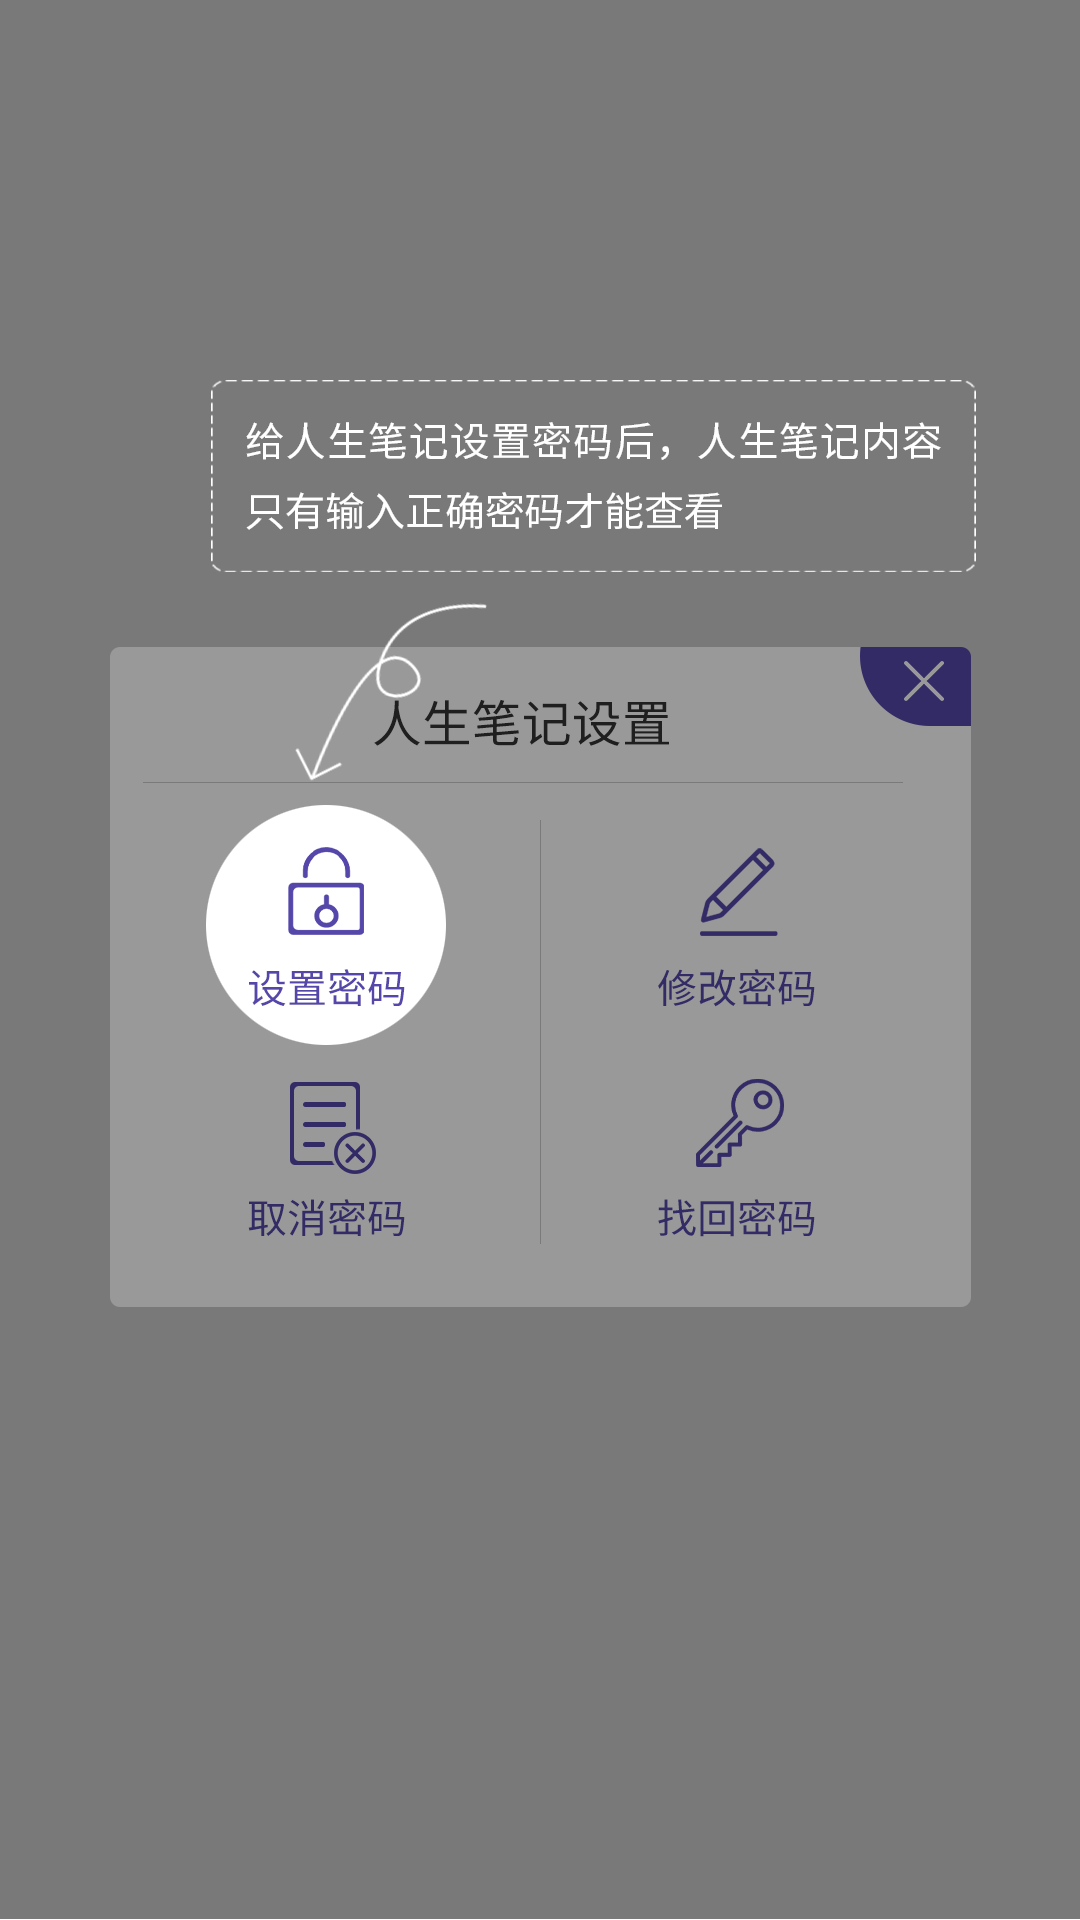 给人生笔记设置密码后，人生笔记内容
只有输入正确密码才能查看
人生笔记设置
设置密码
修改密码
取消密码
找回密码